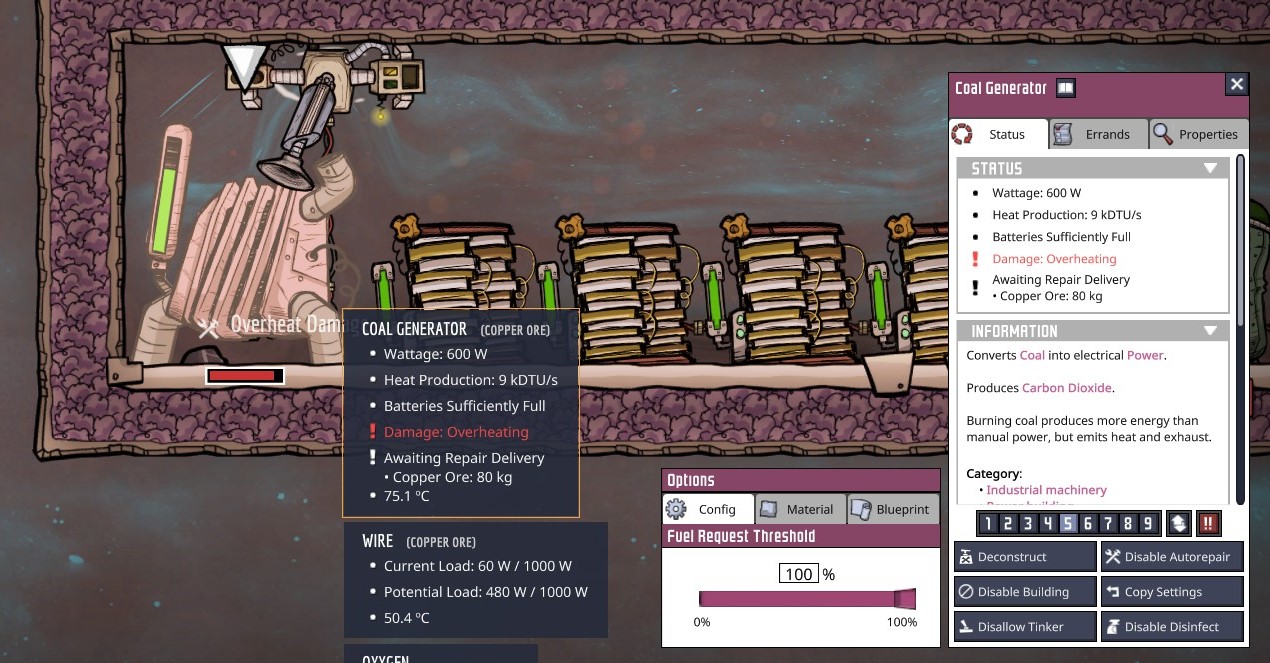 Overheat Dam
COAL GENERATOR (COPPER ORE)
• Wattage: 600 W
• Heat Production: 9 kDTU/s
• Batteries Sufficiently Full
! Damage: Overheating
! Awaiting Repair Delivery
• Copper Ore: 80 kg
• 75.1 ºC
WIRE (COPPER ORE)
• Current Load: 60 W / 1000 W
• Potential Load: 480 W / 1000 W
• 50.4 ºC
OXYGEN
Options
Config
Material
Blueprint
Fuel Request Threshold
100 %
0% 100%
Coal Generator
Status
Errands
Properties
STATUS
▪ Wattage: 600 W
▪ Heat Production: 9 kDTU/s
▪ Batteries Sufficiently Full
! Damage: Overheating
! Awaiting Repair Delivery
• Copper Ore: 80 kg
INFORMATION
Converts Coal into electrical Power.
Produces Carbon Dioxide.
Burning coal produces more energy than
manual power, but emits heat and exhaust.
Category:
• Industrial machinery
1 2 3 4 5 6 7 8 9 !!
Deconstruct
Disable Autorepair
Disable Building
Copy Settings
Disallow Tinker
Disable Disinfect